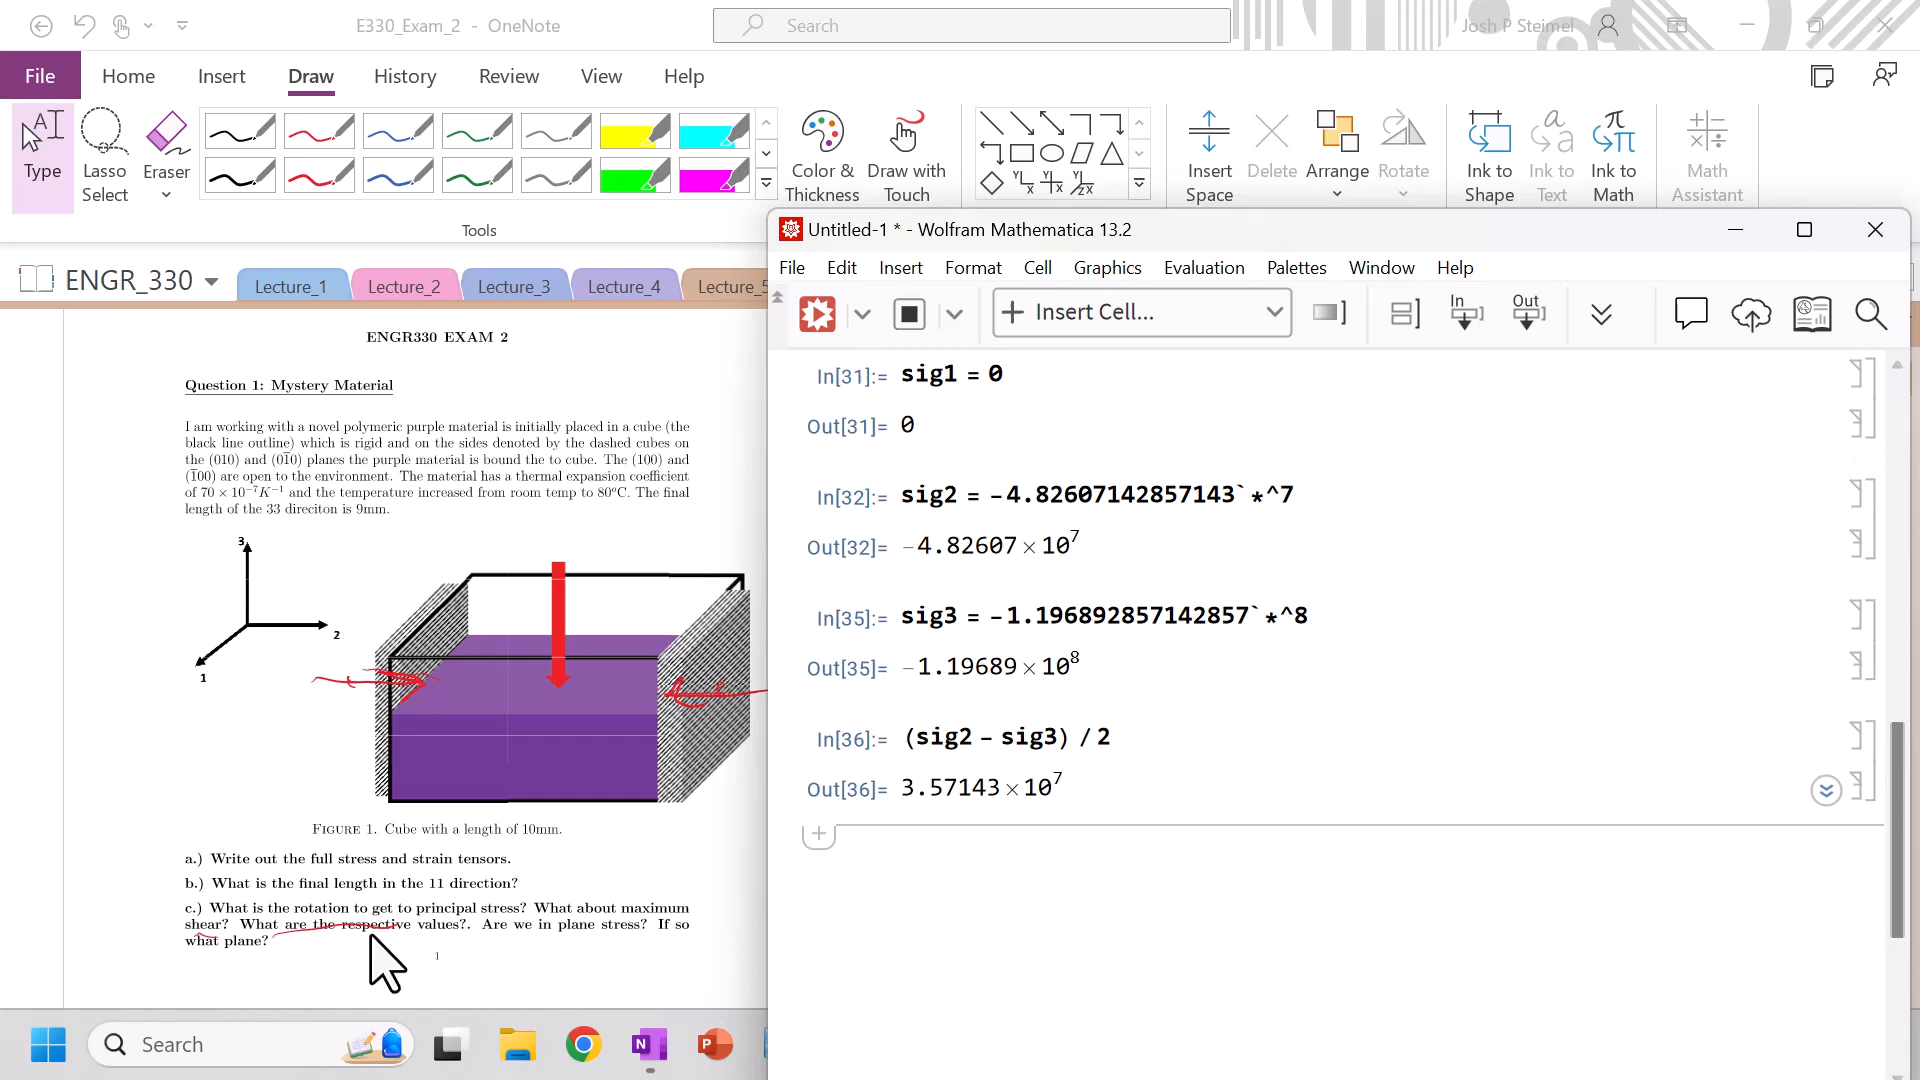 E330_Exam_2 - OneNote
Search
Josh P Steimel
File Home Insert Draw History Review View Help
Type
Lasso Select
Eraser
Color & Thickness
Draw with Touch
Insert Space
Delete
Arrange
Rotate
Ink to Shape
Ink to Text
Ink to Math
Math Assistant
Tools
ENGR_330
Lecture_1 Lecture_2 Lecture_3 Lecture_4 Lecture_5
ENGR330 EXAM 2
Question 1: Mystery Material
I am working with a novel polymeric purple material is initially placed in a cube (the
black line outline) which is rigid and on the sides denoted by the dashed cubes on
the (010) and (01̅0) planes the purple material is bound the to cube. The (100) and
(1̅00) are open to the environment. The material has a thermal expansion coefficient
of 70 × 10⁻⁷K⁻¹ and the temperature increased from room temp to 80°C. The final
length of the 33 direciton is 9mm.
3
2
1
Figure 1. Cube with a length of 10mm.
a.) Write out the full stress and strain tensors.
b.) What is the final length in the 11 direction?
c.) What is the rotation to get to principal stress? What about maximum
shear? What are the respective values?. Are we in plane stress? If so
what plane?
1
Untitled-1 * - Wolfram Mathematica 13.2
File Edit Insert Format Cell Graphics Evaluation Palettes Window Help
Insert Cell...
In
Out
In[31]:= sig1 = 0
Out[31]= 0
In[32]:= sig2 = -4.82607142857143`*^7
Out[32]= -4.82607 × 10⁷
In[35]:= sig3 = -1.196892857142857`*^8
Out[35]= -1.19689 × 10⁸
In[36]:= (sig2 - sig3) / 2
Out[36]= 3.57143 × 10⁷
Search